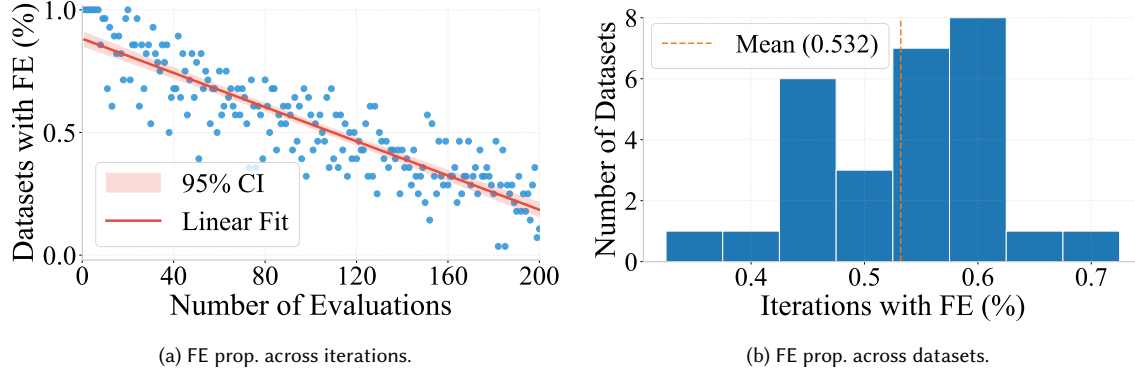 Datasets with FE (%)
1.0
0.5
0.0
95% CI
Linear Fit
0
40
80
120
160
200
Number of Evaluations
(a) FE prop. across iterations.
Number of Datasets
8
6
4
2
0
Mean (0.532)
0.4
0.5
0.6
0.7
Iterations with FE (%)
(b) FE prop. across datasets.